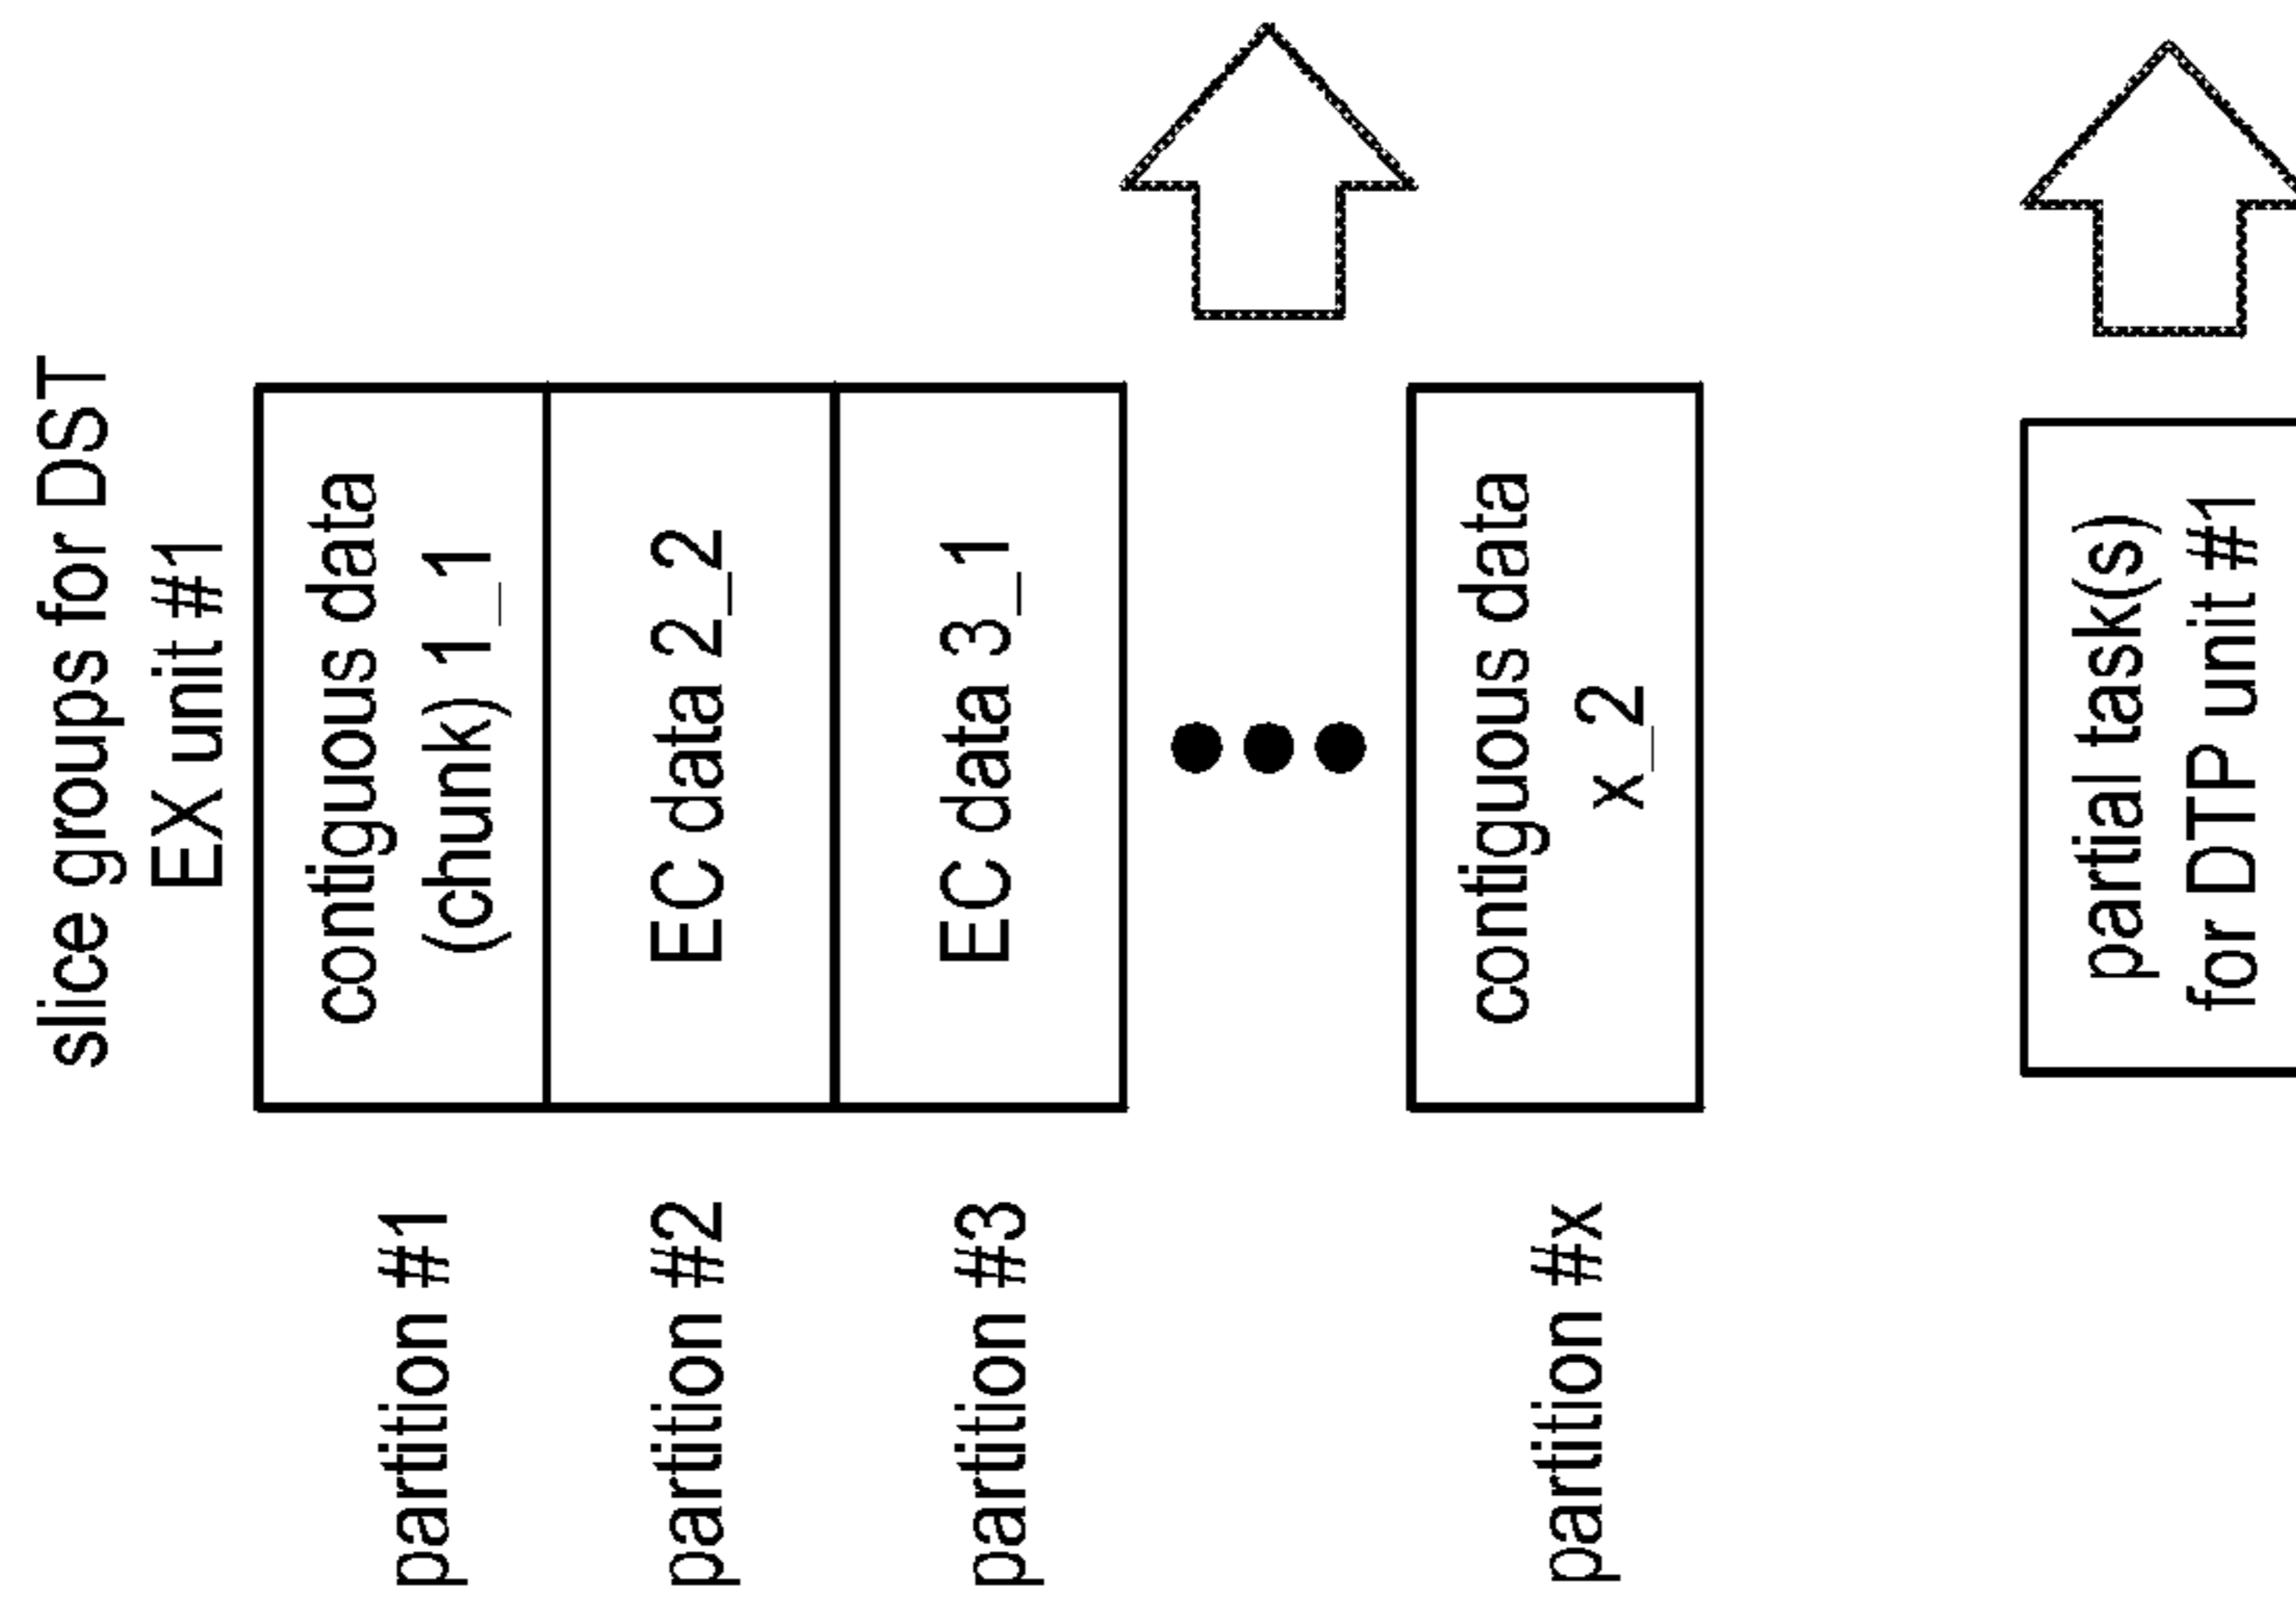 slice groups for DST
EX unit #1
partition #1
contiguous data
(chunk) 1_1
partition #2
EC data 2_2
partition #3
EC data 3_1
partition #x
contiguous data
x_2
partial task(s)
for DTP unit #1